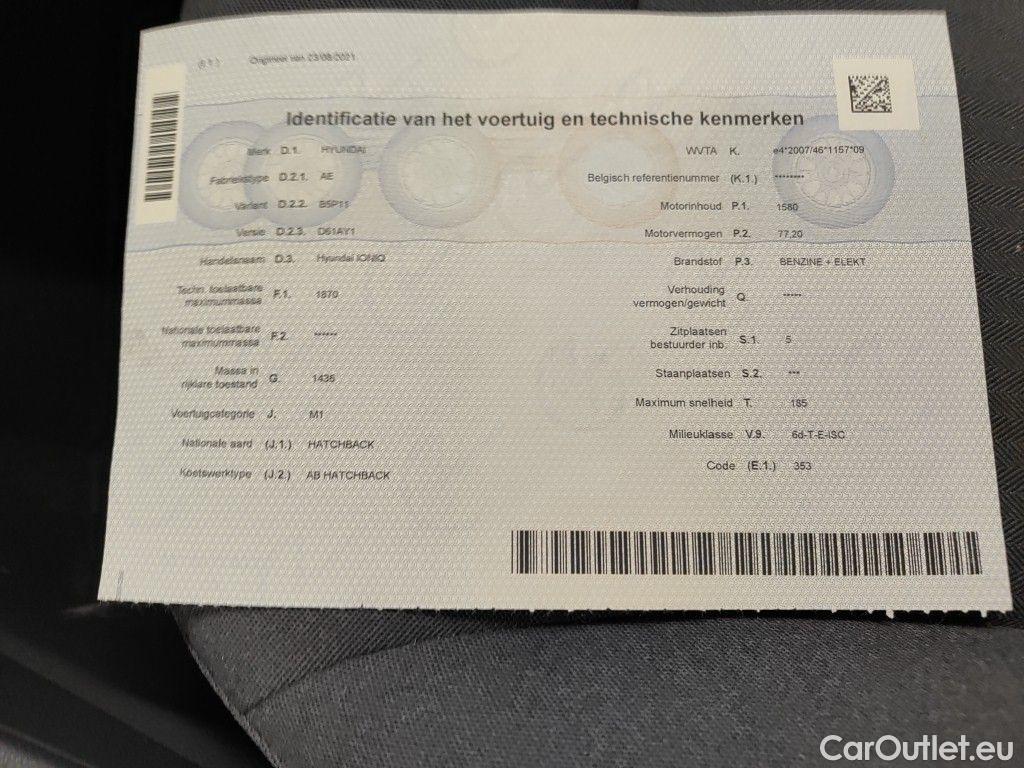 Origineel van 23/08/2021
Identificatie van het voertuig en technische kenmerken
Merk D.1. HYUNDAI
Fabriekstype D.2.1. AE
Variant D.2.2. B5P11
Versie D.2.3. D61AY1
Handelsnaam D.3. Hyundai IONIQ
Techn. toelaatbare
maximummassa F.1. 1870
Nationale toelaatbare
maximummassa F.2. ******
Massa in
rijklare toestand G. 1436
Voertuigcategorie J. M1
Nationale aard (J.1.) HATCHBACK
Koetswerktype (J.2.) AB HATCHBACK
WVTA K. e4*2007/46*1157*09
Belgisch referentienummer (K.1.) ********
Motorinhoud P.1. 1580
Motorvermogen P.2. 77,20
Brandstof P.3. BENZINE + ELEKT
Verhouding
vermogen/gewicht Q. *****
Zitplaatsen
bestuurder inb. S.1. 5
Staanplaatsen S.2. ***
Maximum snelheid T. 185
Milieuklasse V.9. 6d-T-E-ISC
Code (E.1.) 353
CarOutlet.eu